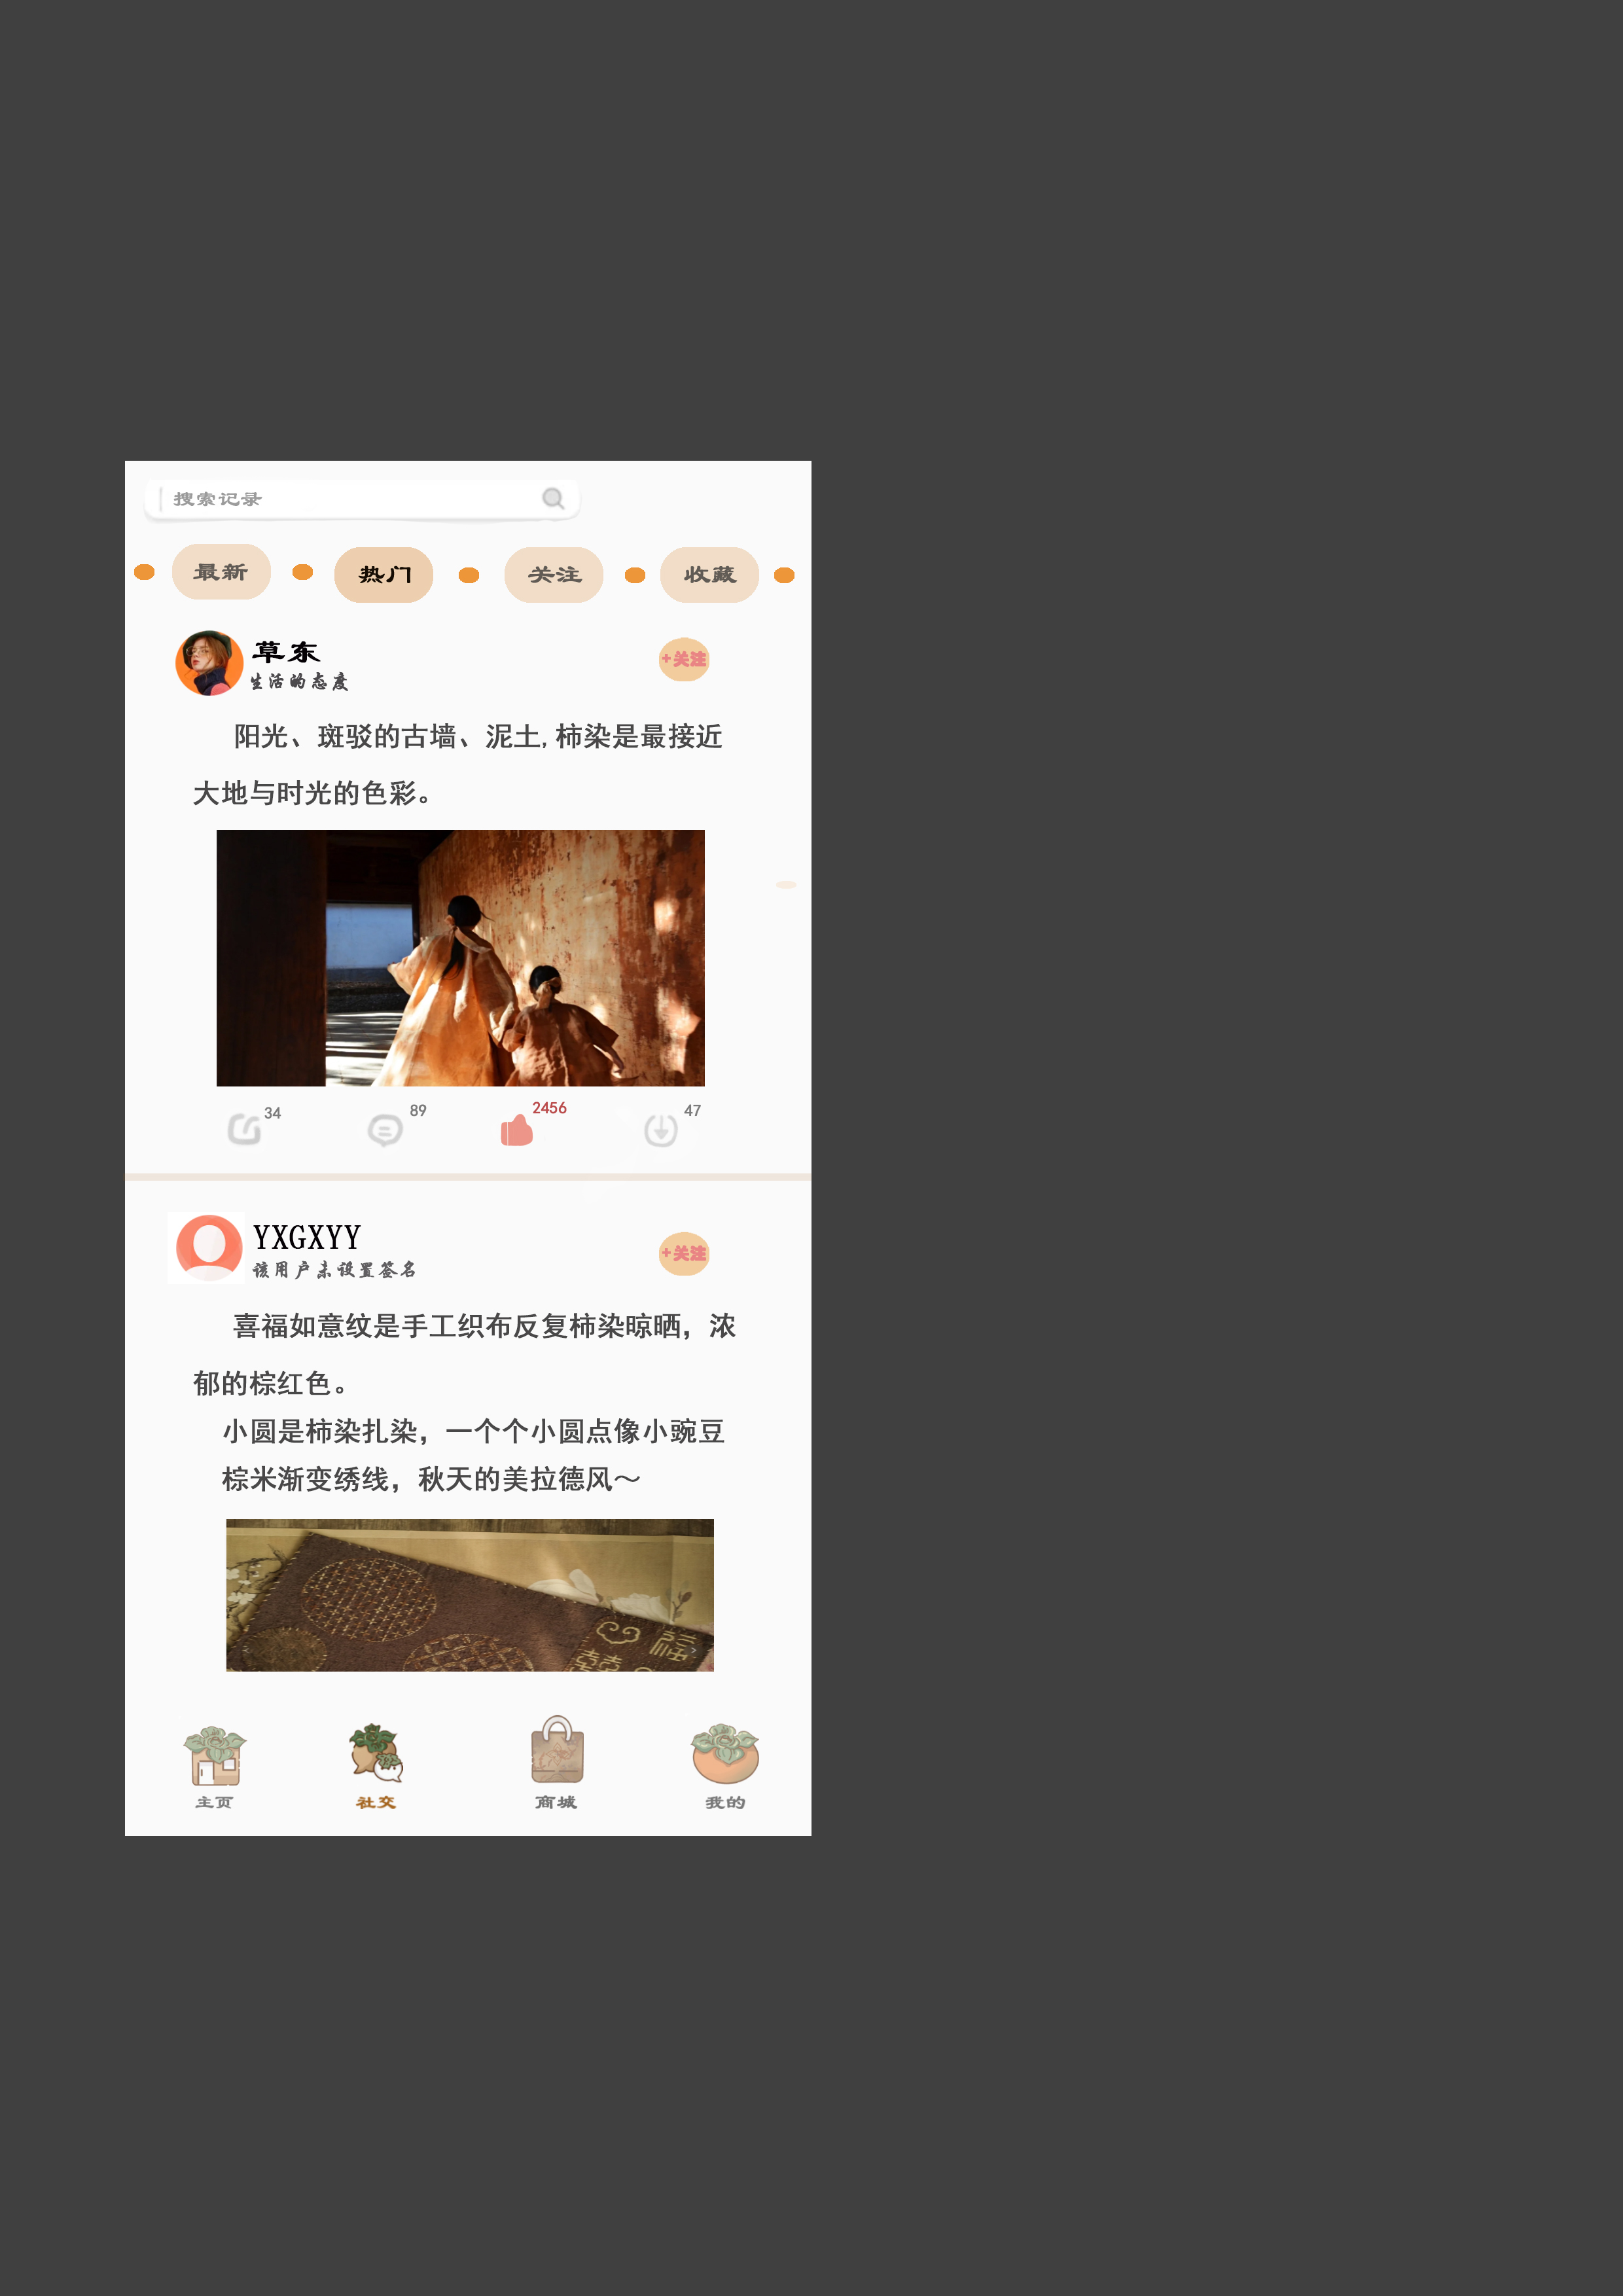 搜索记录
最新
热门
关注
收藏
草东
生活的态度
+关注
阳光、斑驳的古墙、泥土,柿染是最接近
大地与时光的色彩。
34
89
2456
47
YXGXYY
该用户未设置签名
+关注
喜福如意纹是手工织布反复柿染晾晒，浓
郁的棕红色。
小圆是柿染扎染，一个个小圆点像小豌豆
棕米渐变绣线，秋天的美拉德风～
福
囍
主页
社交
商城
我的